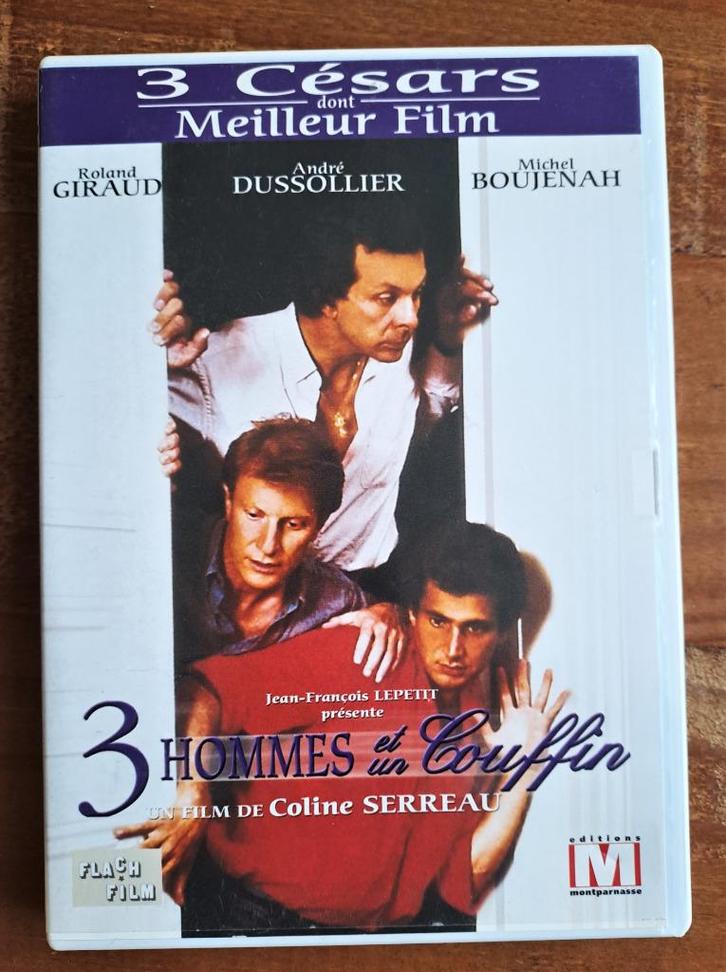 3 Césars
dont
Meilleur Film
Roland
GIRAUD
André
DUSSOLLIER
Michel
BOUJENAH
Jean-François LEPETIT
présente
3 HOMMES et un Couffin
UN FILM DE Coline SERREAU
FLACH
FILM
editions
M
montparnasse